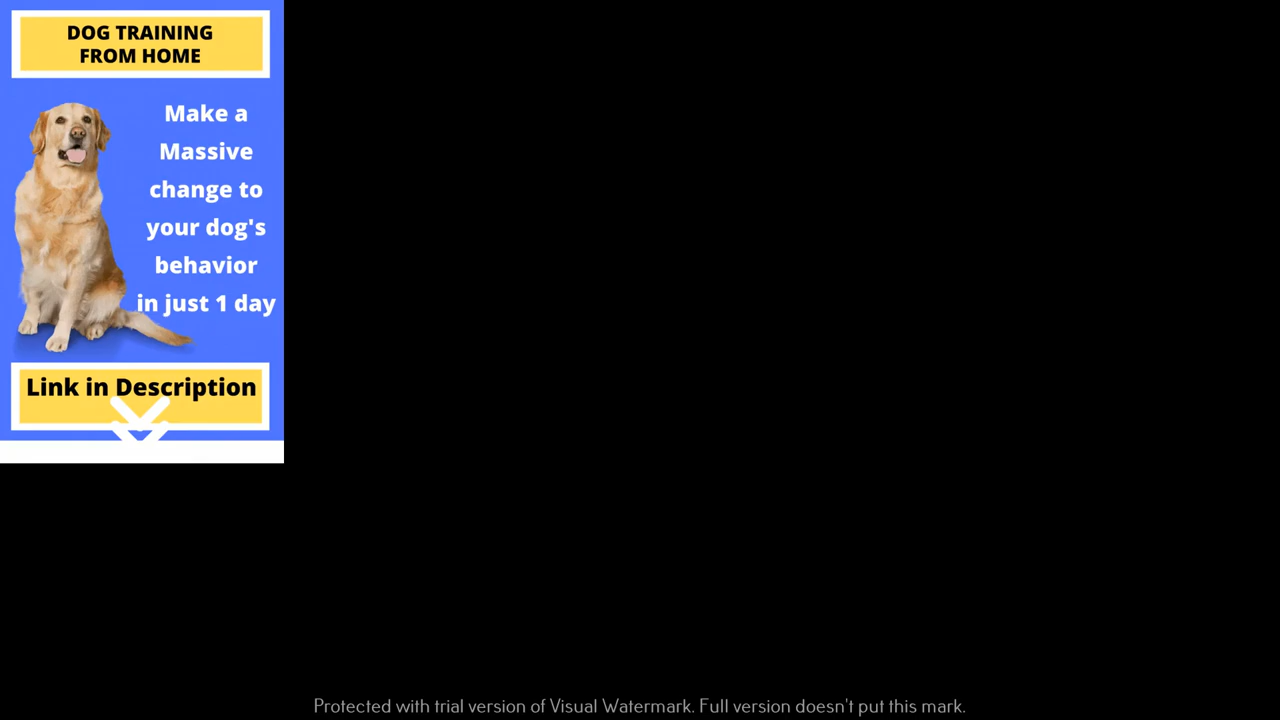 DOG TRAINING
FROM HOME
Make a
Massive
change to
your dog's
behavior
in just 1 day
Link in Description
Protected with trial version of Visual Watermark. Full version doesn't put this mark.